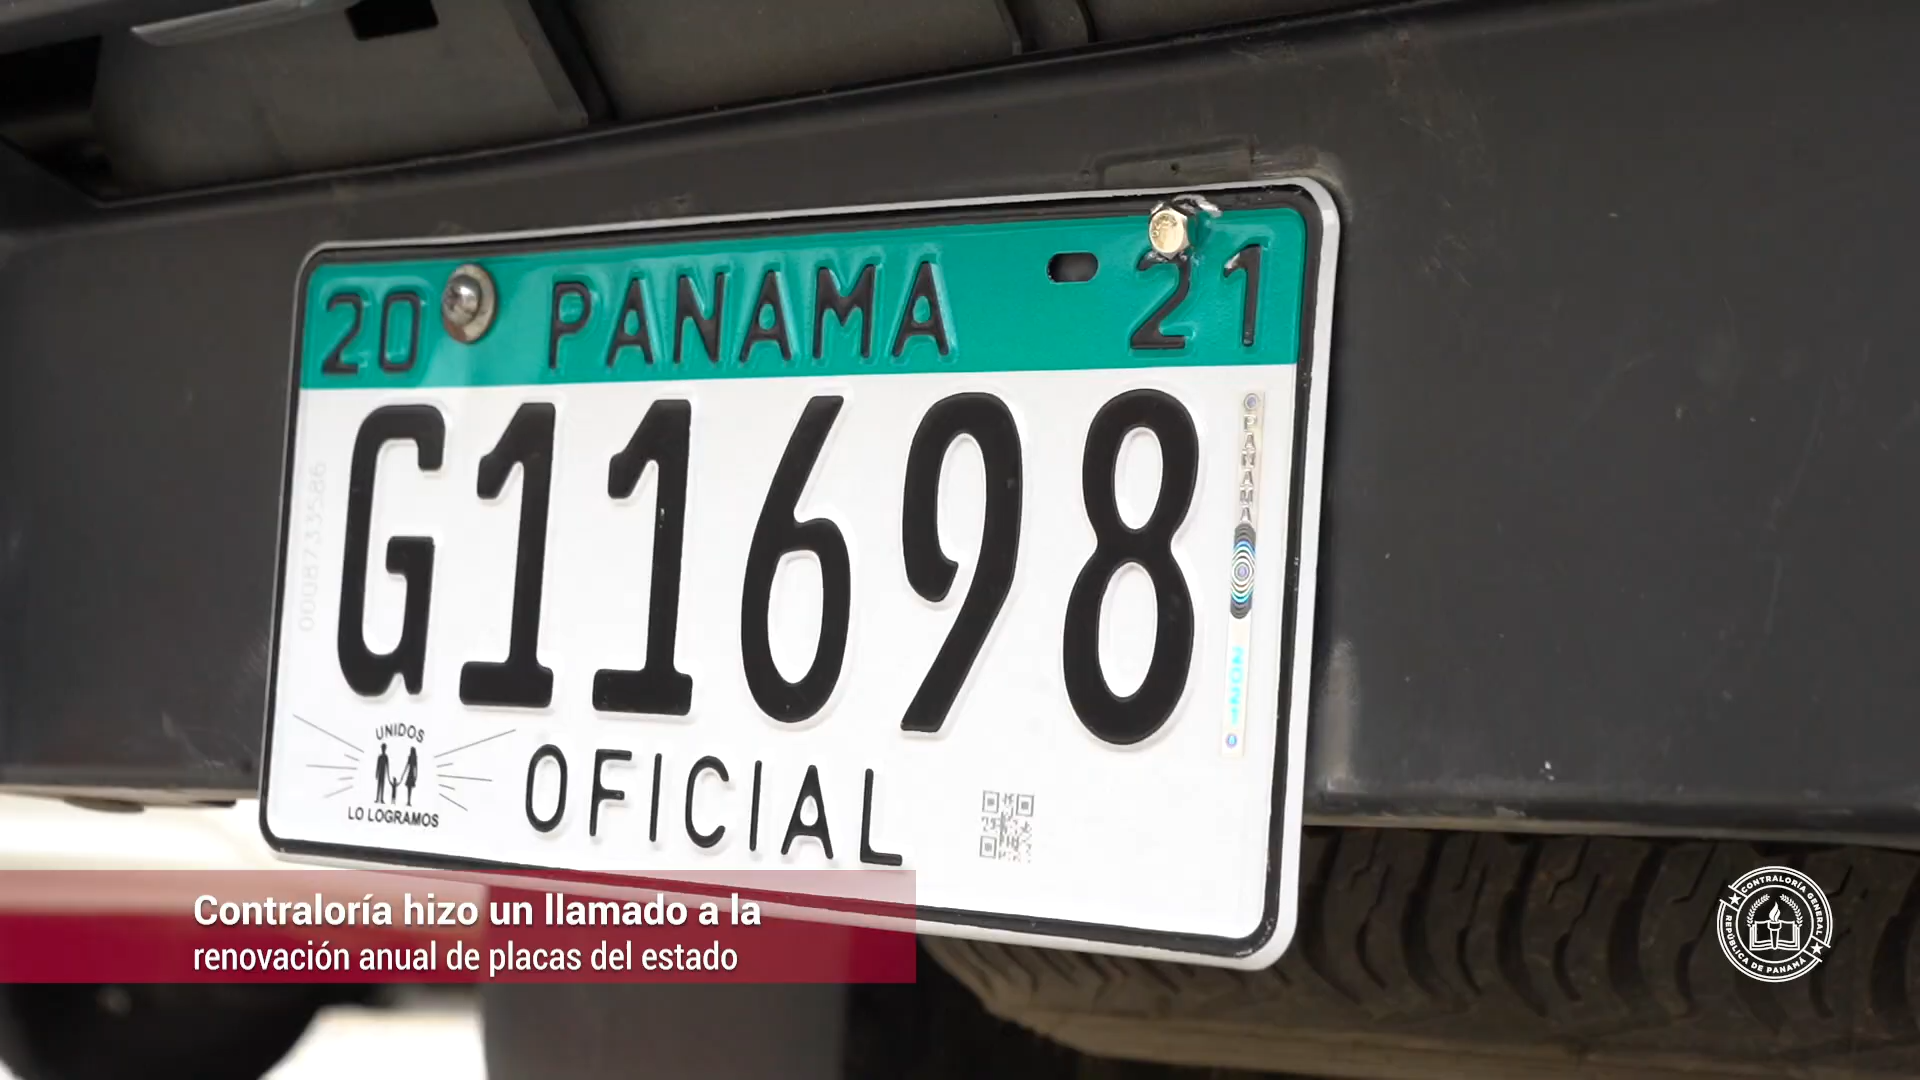 20 PANAMA 21
G11698
OFICIAL
UNIDOS
LO LOGRAMOS
PANAMA
00008733586
Contraloría hizo un llamado a la
renovación anual de placas del estado
CONTRALORÍA GENERAL
REPÚBLICA DE PANAMÁ